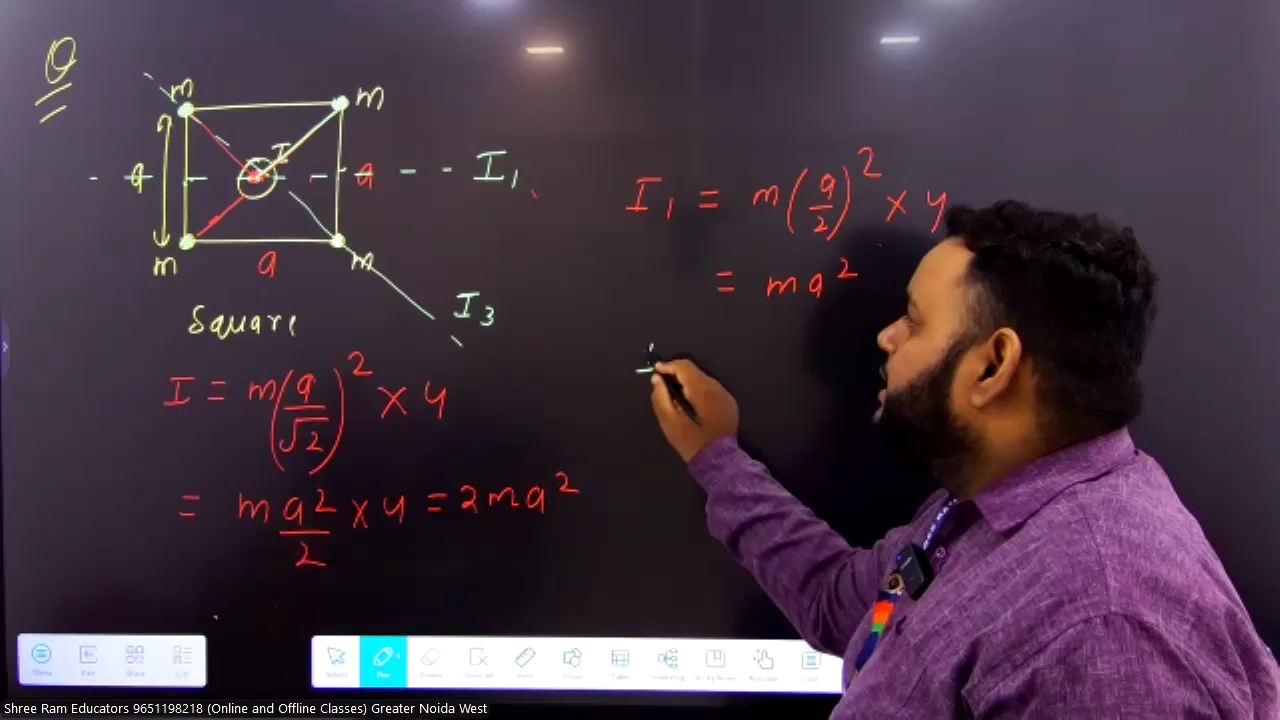 Q
m m
I
a a I₁
m a m
I₃
Square
I = m(a/√2)² × 4
= ma²/2 × 4 = 2ma²
I₁ = m(a/2)² × 4
= ma²
Shree Ram Educators 9651198218 (Online and Offline Classes) Greater Noida West